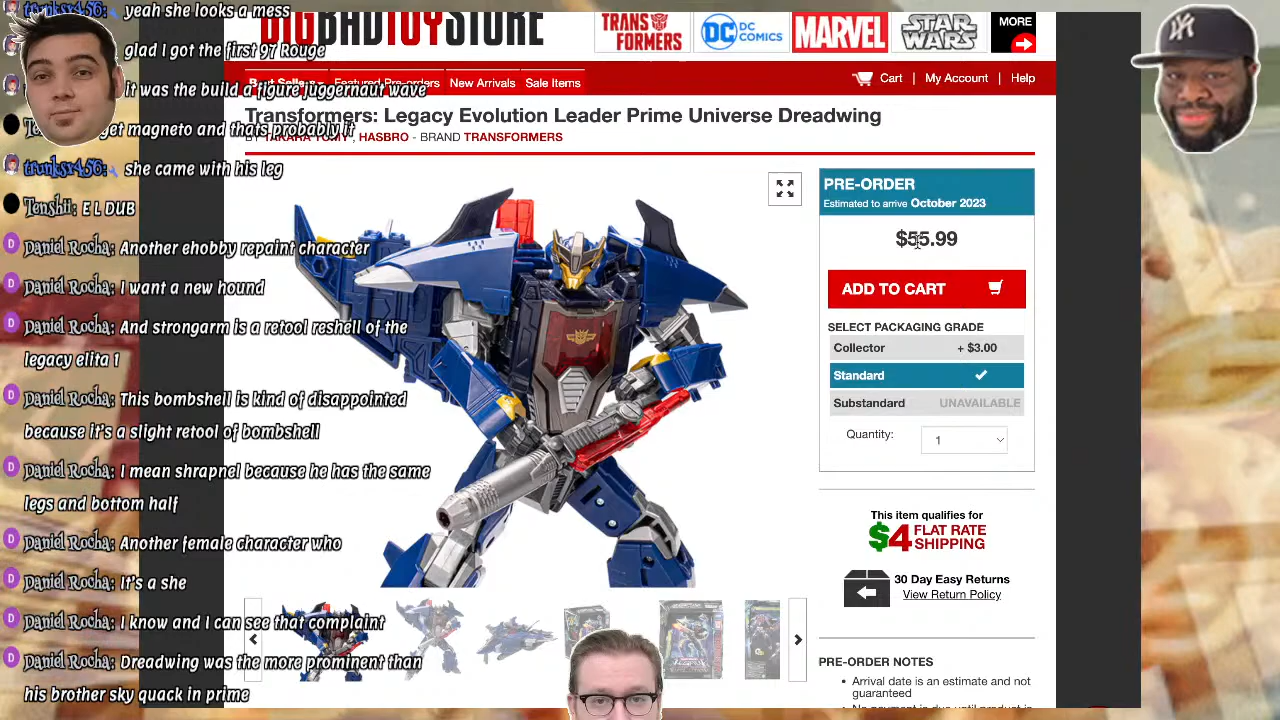 trunksx456: yeah she looks a mess
glad I got the first 97 Rouge
it was the build a figure juggernaut wave
get magneto and thats probably it
trunksx456: she came with his leg
Tenshii: E L DUB
Daniel Rocha: Another ehobby repaint character
Daniel Rocha: I want a new hound
Daniel Rocha: And strongarm is a retool reshell of the
legacy elita 1
Daniel Rocha: This bombshell is kind of disappointed
because it's a slight retool of bombshell
Daniel Rocha: I mean shrapnel because he has the same
legs and bottom half
Daniel Rocha: Another female character who
Daniel Rocha: It's a she
Daniel Rocha: I know and I can see that complaint
Daniel Rocha: Dreadwing was the more prominent than
his brother sky quack in prime
BIGBADTOYSTORE
TRANSFORMERS
DC COMICS
MARVEL
STAR WARS
MORE
Featured Pre-orders New Arrivals Sale Items
Cart | My Account | Help
Transformers: Legacy Evolution Leader Prime Universe Dreadwing
BY TAKARA TOMY, HASBRO - BRAND TRANSFORMERS
PRE-ORDER
Estimated to arrive October 2023
$55.99
ADD TO CART
SELECT PACKAGING GRADE
Collector + $3.00
Standard
Substandard UNAVAILABLE
Quantity: 1
This item qualifies for
$4 FLAT RATE
SHIPPING
30 Day Easy Returns
View Return Policy
PRE-ORDER NOTES
Arrival date is an estimate and not
guaranteed